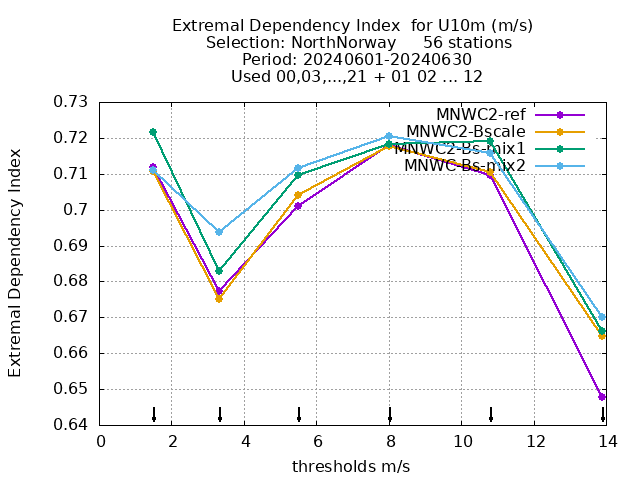 Extremal Dependency Index  for U10m (m/s)
Selection: NorthNorway     56 stations
Period: 20240601-20240630
Used 00,03,...,21 + 01 02 ... 12
MNWC2-ref
MNWC2-Bscale
MNWC2-Bs-mix1
MNWC-Bs-mix2
Extremal Dependency Index
0.73
0.72
0.71
0.7
0.69
0.68
0.67
0.66
0.65
0.64
0 2 4 6 8 10 12 14
thresholds m/s